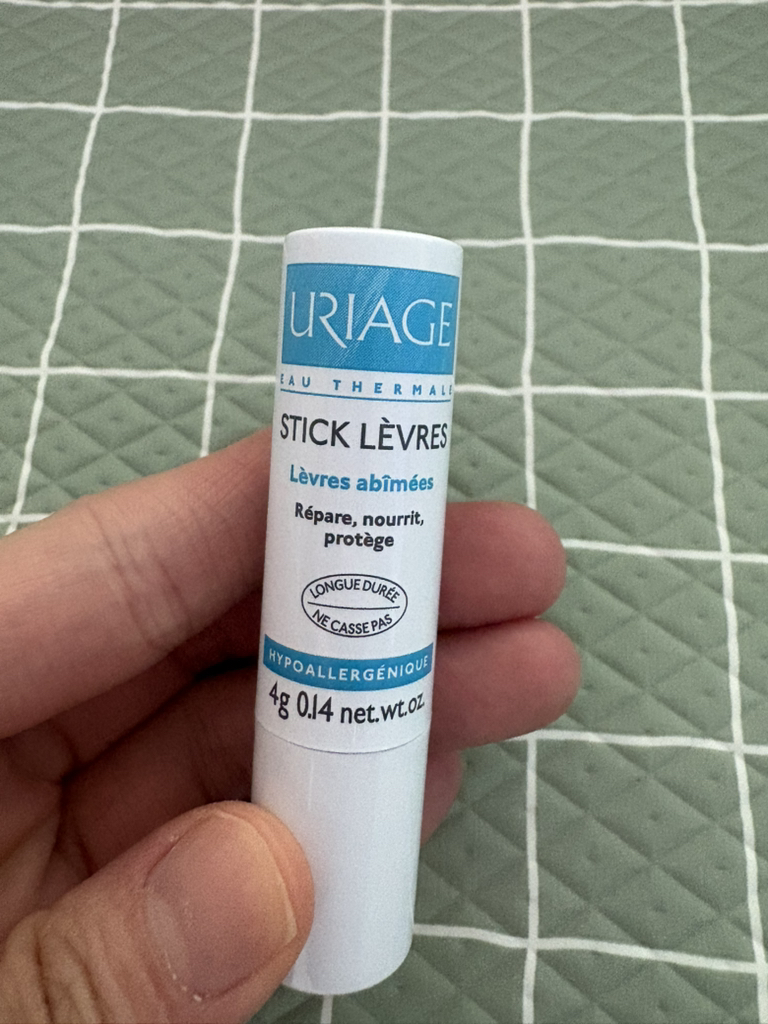 URIAGE
EAU THERMALE
STICK LÈVRES
Lèvres abîmées
Répare, nourrit,
protège
LONGUE DURÉE
NE CASSE PAS
HYPOALLERGÉNIQUE
4g 0.14 net.wt.oz.